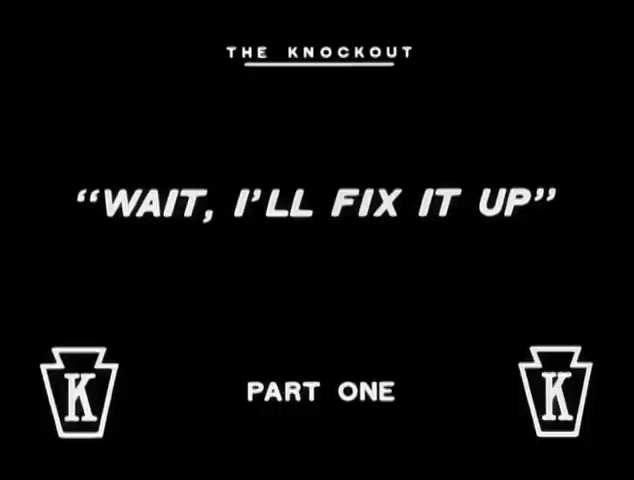 THE KNOCKOUT
"WAIT, I'LL FIX IT UP"
PART ONE
K
K